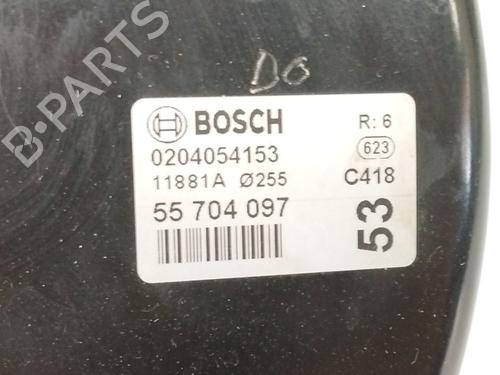 B-PARTS
D6
BOSCH R: 6
0204054153 623
11881A Ø255 C418
55 704 097
53